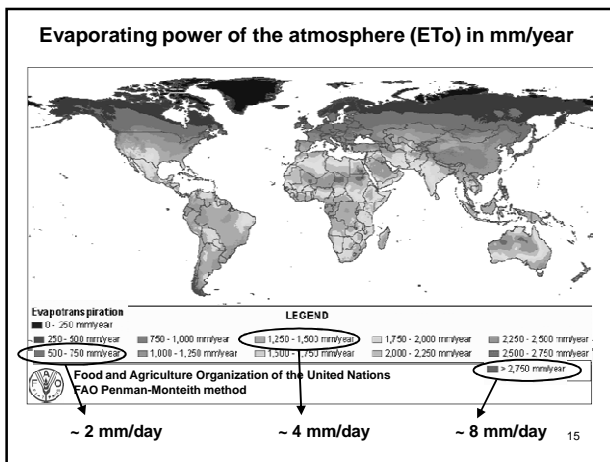 Evaporating power of the atmosphere (ETo) in mm/year
Evapotranspiration
LEGEND
0 - 250 mm/year
250 - 500 mm/year
750 - 1,000 mm/year
1,250 - 1,500 mm/year
1,750 - 2,000 mm/year
2,250 - 2,500 mm/year
500 - 750 mm/year
1,000 - 1,250 mm/year
1,500 - 1,750 mm/year
2,000 - 2,250 mm/year
2,500 - 2,750 mm/year
> 2,750 mm/year
Food and Agriculture Organization of the United Nations
FAO Penman-Monteith method
~ 2 mm/day
~ 4 mm/day
~ 8 mm/day
15